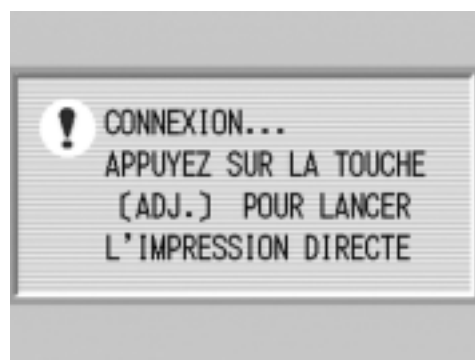 CONNEXION...
APPUYEZ SUR LA TOUCHE
(ADJ.) POUR LANCER
L'IMPRESSION DIRECTE